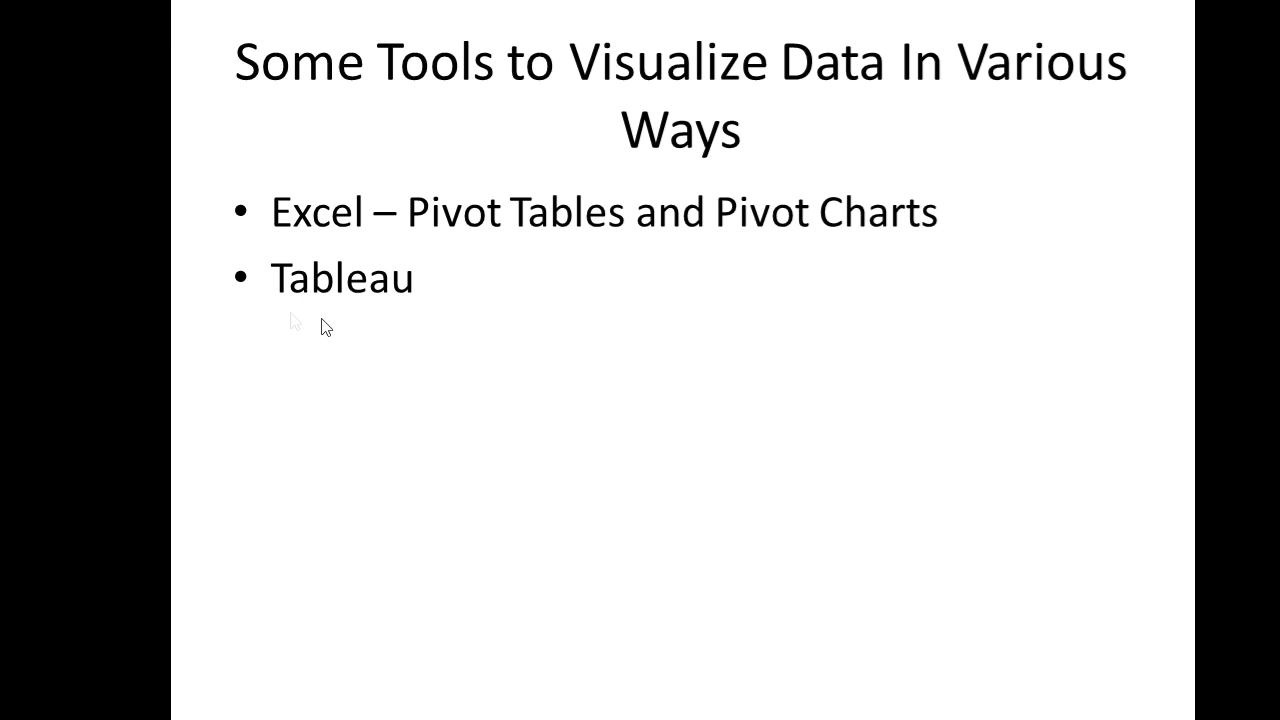 Some Tools to Visualize Data In Various
Ways
• Excel – Pivot Tables and Pivot Charts
• Tableau